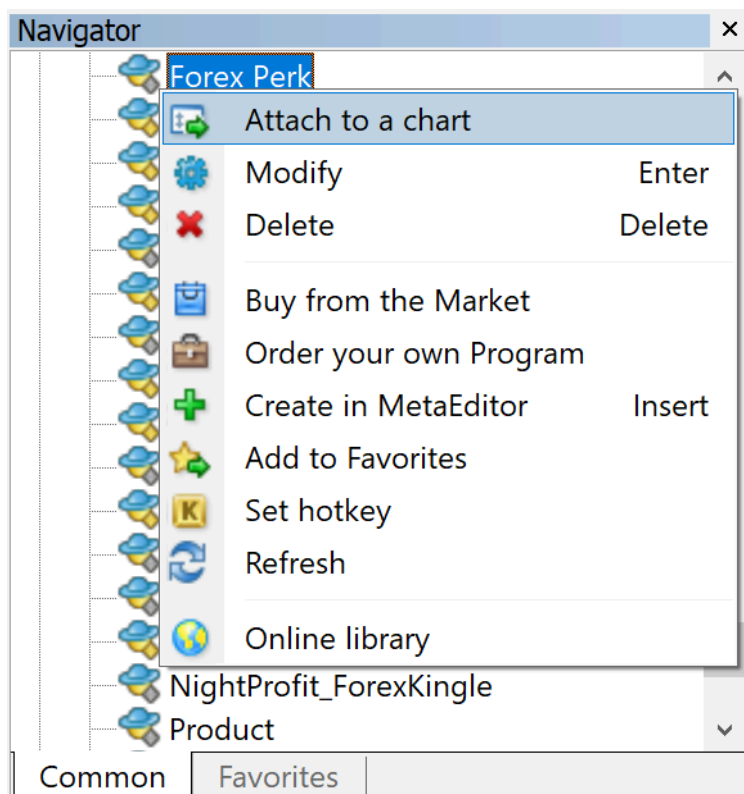 Navigator
Forex Perk
Attach to a chart
Modify Enter
Delete Delete
Buy from the Market
Order your own Program
Create in MetaEditor Insert
Add to Favorites
K Set hotkey
Refresh
Online library
NightProfit_ForexKingle
Product
Common Favorites